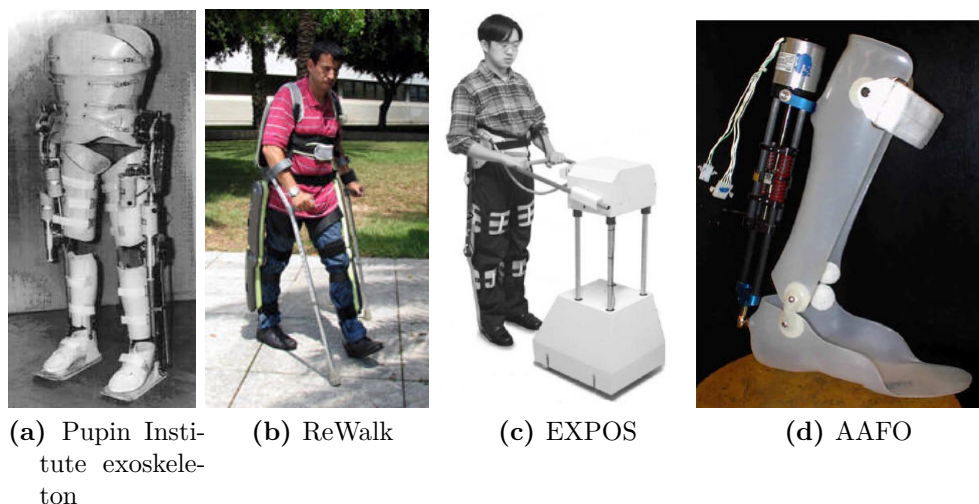 (a) Pupin Insti-
tute exoskele-
ton
(b) ReWalk
(c) EXPOS
(d) AAFO